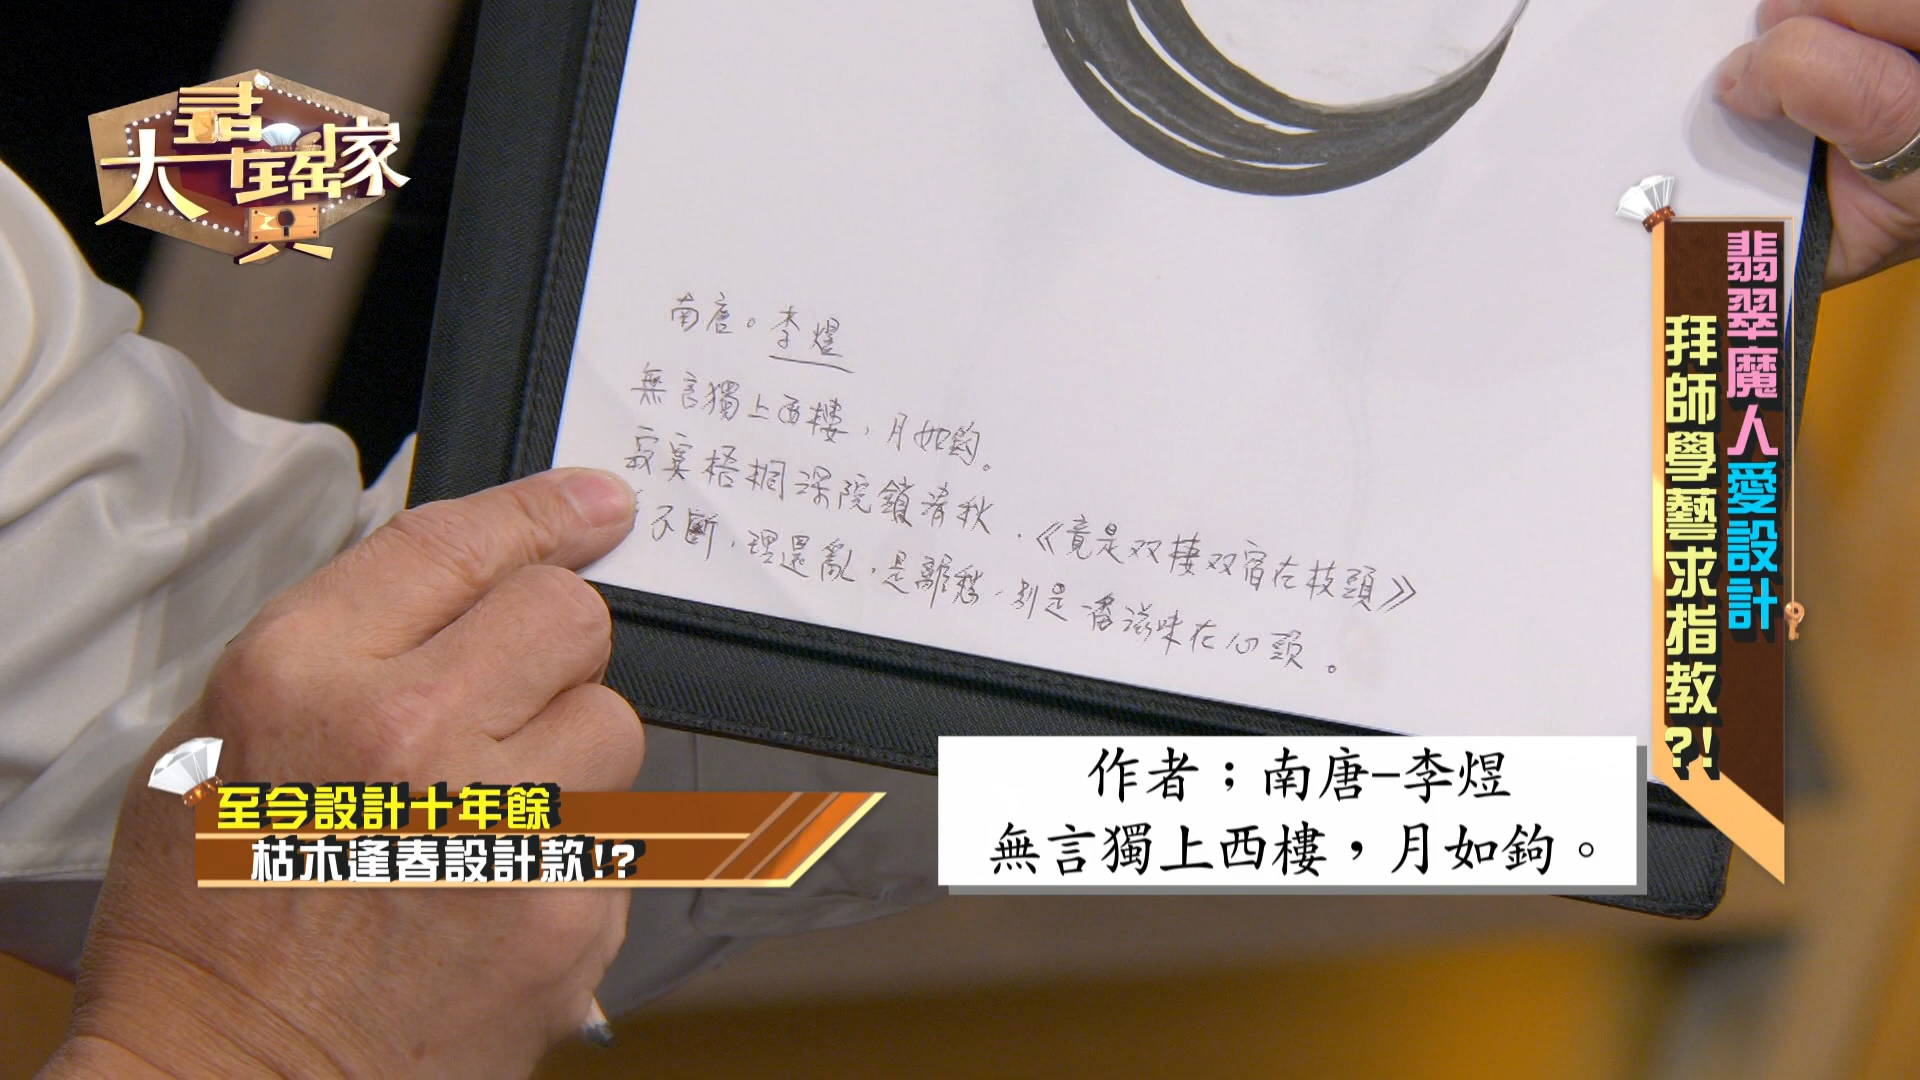 大尋寶家
翡翠魔人愛設計
拜師學藝求指教?!
南唐。李煜
無言獨上西樓,月如鉤。
寂寞梧桐深院鎖清秋.《竟是双棲双宿在枝頭》
不斷,理還亂,是離愁,別是番滋味在心頭。
作者；南唐-李煜
無言獨上西樓，月如鉤。
至今設計十年餘
枯木逢春設計款!?